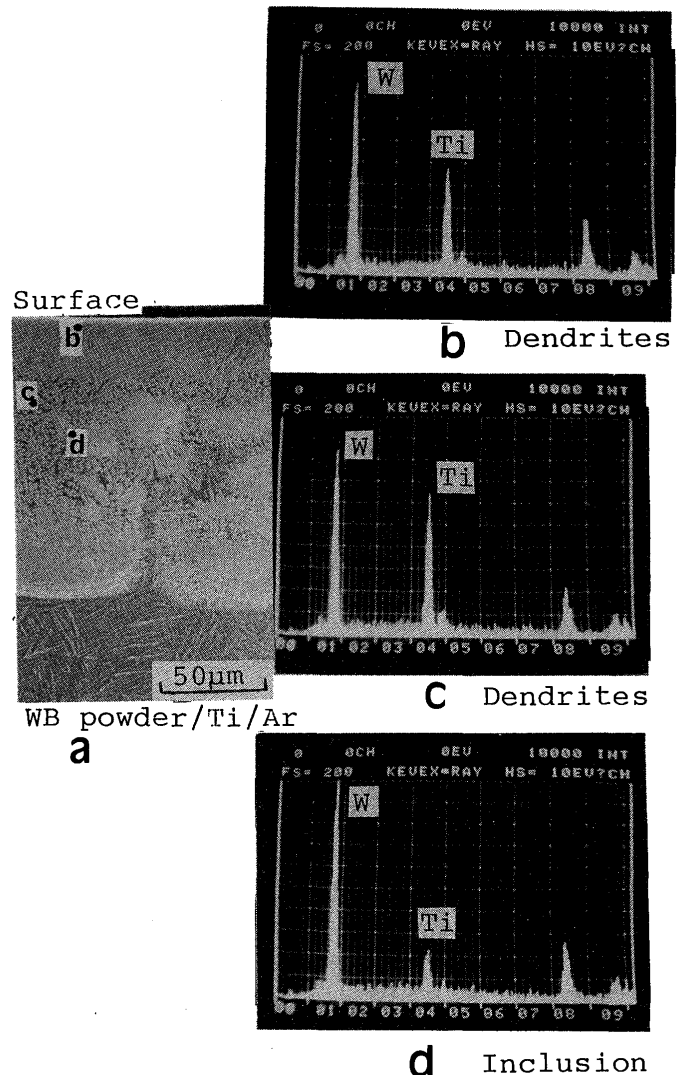 0 0CH 0EV 10000 INT
FS= 200 KEVEX=RAY HS= 10EV?CH
W
Ti
00 01 02 03 04 05 06 07 08 09
b Dendrites
Surface
b
c
d
50μm
WB powder/Ti/Ar
a
0 0CH 0EV 10000 INT
FS= 200 KEVEX=RAY HS= 10EV?CH
W
Ti
00 01 02 03 04 05 06 07 08 09
c Dendrites
0 0CH 0EV 10000 INT
FS= 200 KEVEX=RAY HS= 10EV?CH
W
Ti
00 01 02 03 04 05 06 07 08 09
d Inclusion